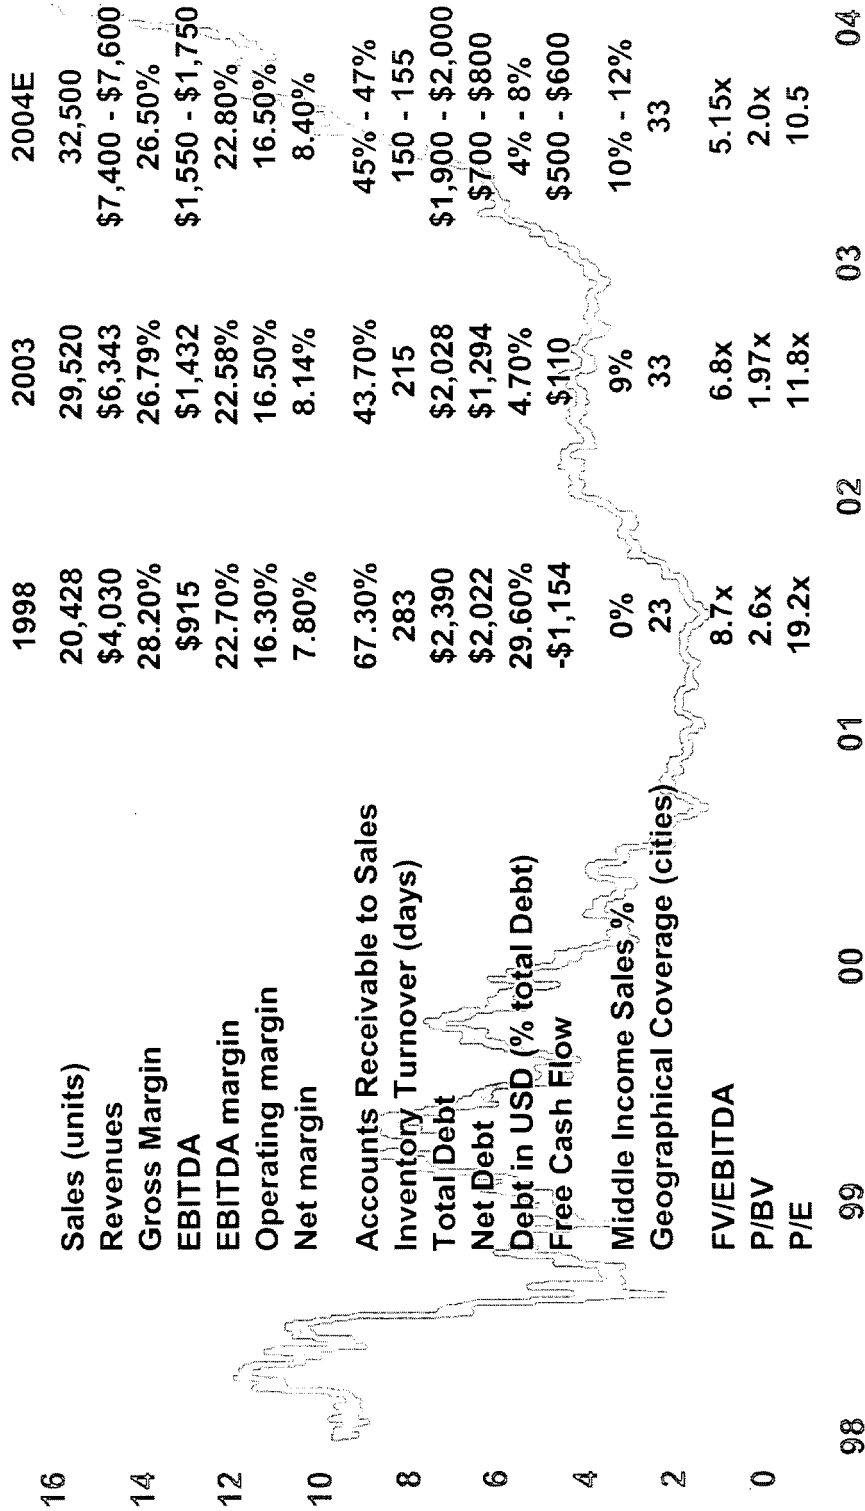 1998 2003 2004E
16
Sales (units) 20,428 29,520 32,500
Revenues $4,030 $6,343 $7,400 - $7,600
14
Gross Margin 28.20% 26.79% 26.50%
EBITDA $915 $1,432 $1,550 - $1,750
12
EBITDA margin 22.70% 22.58% 22.80%
Operating margin 16.30% 16.50% 16.50%
10
Net margin 7.80% 8.14% 8.40%
Accounts Receivable to Sales 67.30% 43.70% 45% - 47%
8
Inventory Turnover (days) 283 215 150 - 155
Total Debt $2,390 $2,028 $1,900 - $2,000
6
Net Debt $2,022 $1,294 $700 - $800
Debt in USD (% total Debt) 29.60% 4.70% 4% - 8%
Free Cash Flow -$1,154 $110 $500 - $600
4
Middle Income Sales % 0% 9% 10% - 12%
Geographical Coverage (cities) 23 33 33
2
FV/EBITDA 8.7x 6.8x 5.15x
P/BV 2.6x 1.97x 2.0x
0
P/E 19.2x 11.8x 10.5
98 99 00 01 02 03 04